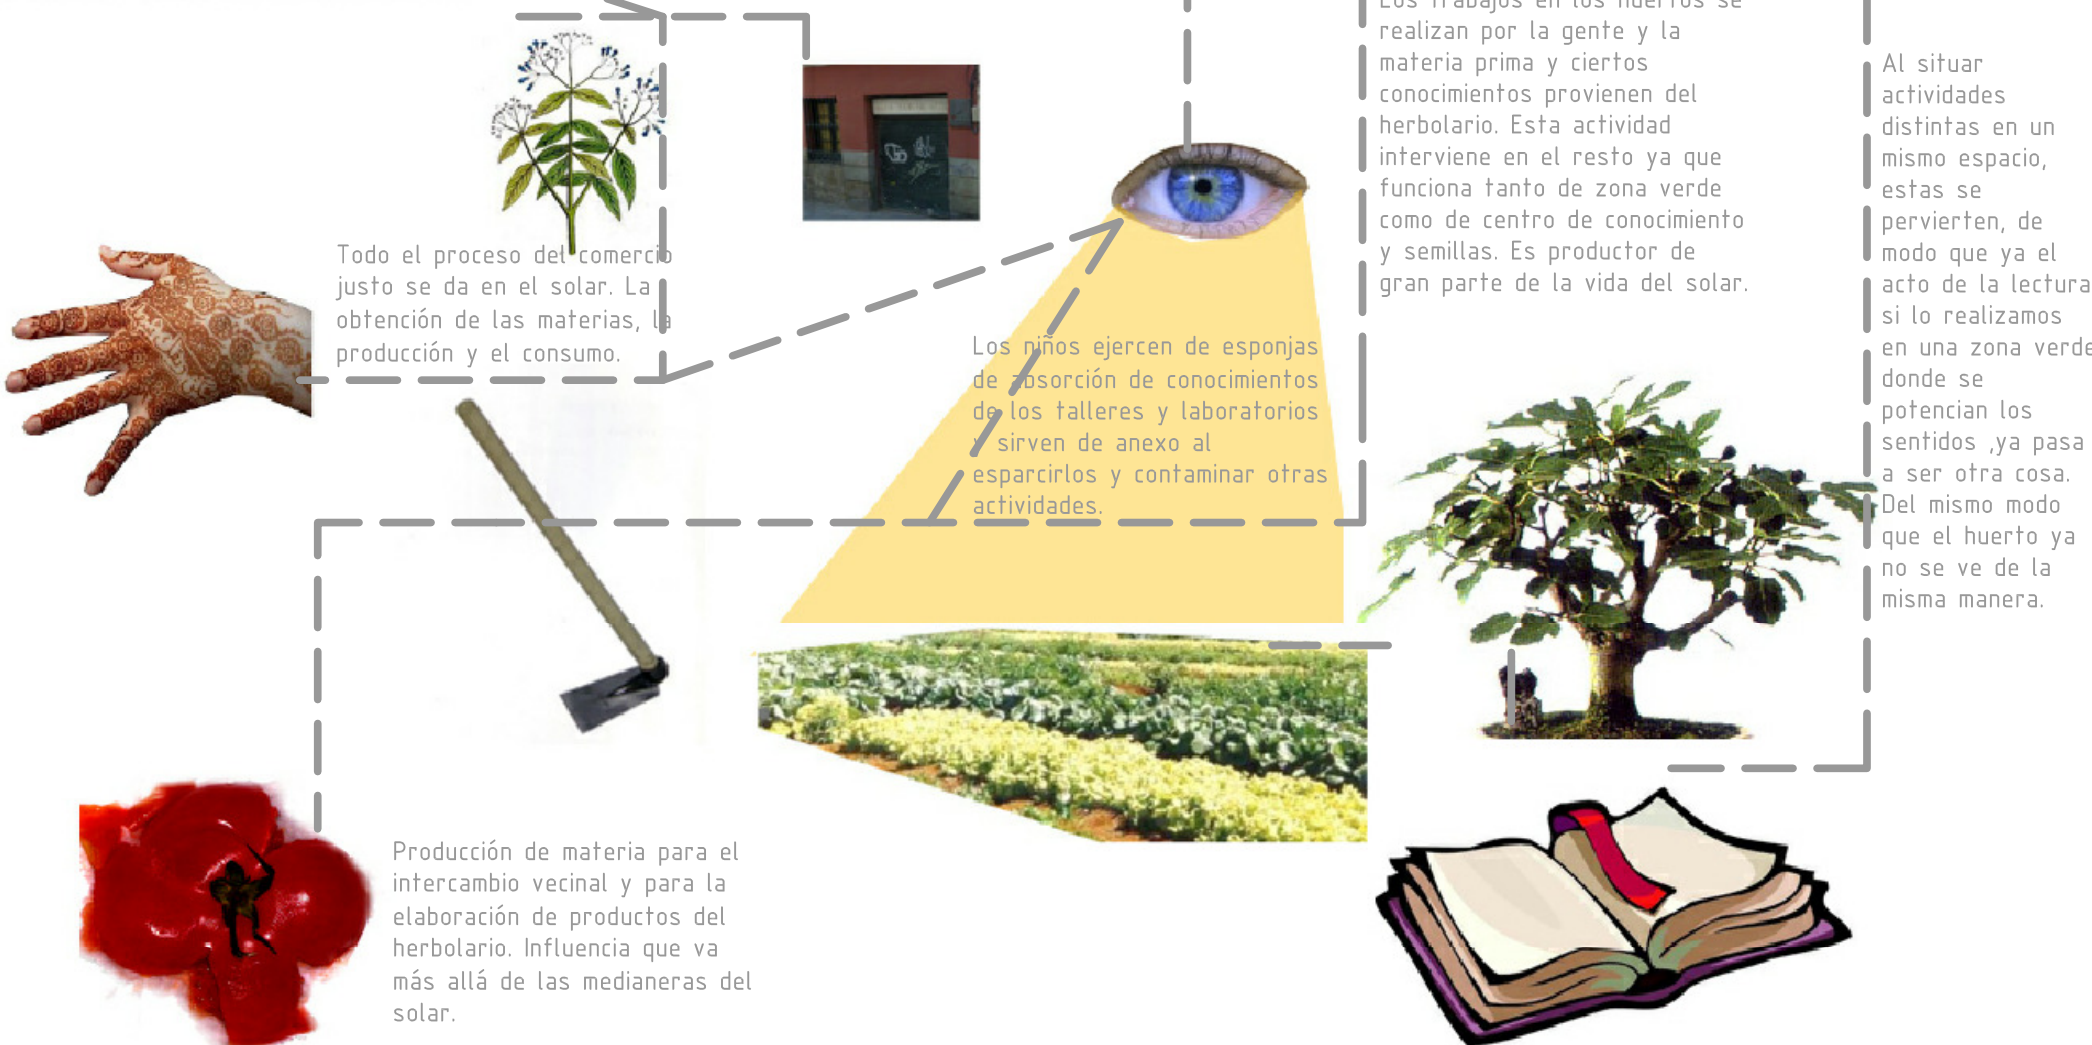 Los trabajos en los huertos se
realizan por la gente y la
materia prima y ciertos
conocimientos provienen del
herbolario. Esta actividad
interviene en el resto ya que
funciona tanto de zona verde
como de centro de conocimiento
y semillas. Es productor de
gran parte de la vida del solar.
Al situar
actividades
distintas en un
mismo espacio,
estas se
pervierten, de
modo que ya el
acto de la lectura
si lo realizamos
en una zona verde
donde se
potencian los
sentidos ,ya pasa
a ser otra cosa.
Del mismo modo
que el huerto ya
no se ve de la
misma manera.
Todo el proceso del comercio
justo se da en el solar. La
obtención de las materias, la
producción y el consumo.
Los niños ejercen de esponjas
de absorción de conocimientos
de los talleres y laboratorios
y sirven de anexo al
esparcirlos y contaminar otras
actividades.
Producción de materia para el
intercambio vecinal y para la
elaboración de productos del
herbolario. Influencia que va
más allá de las medianeras del
solar.